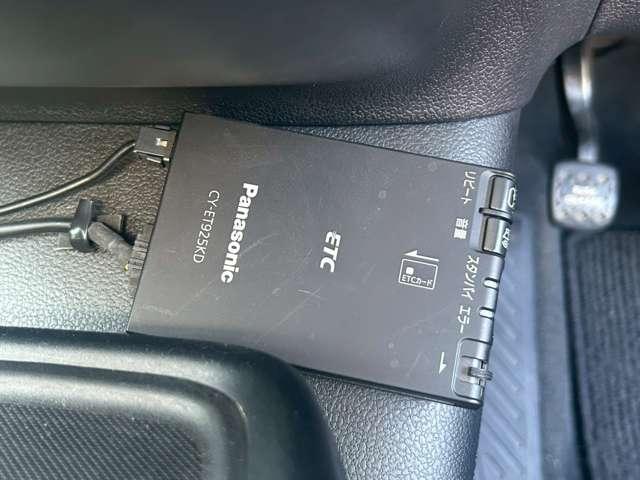 Panasonic
CY-ET925KD
ETC
ETCカード
リピート
音量
スタンバイ
エラー